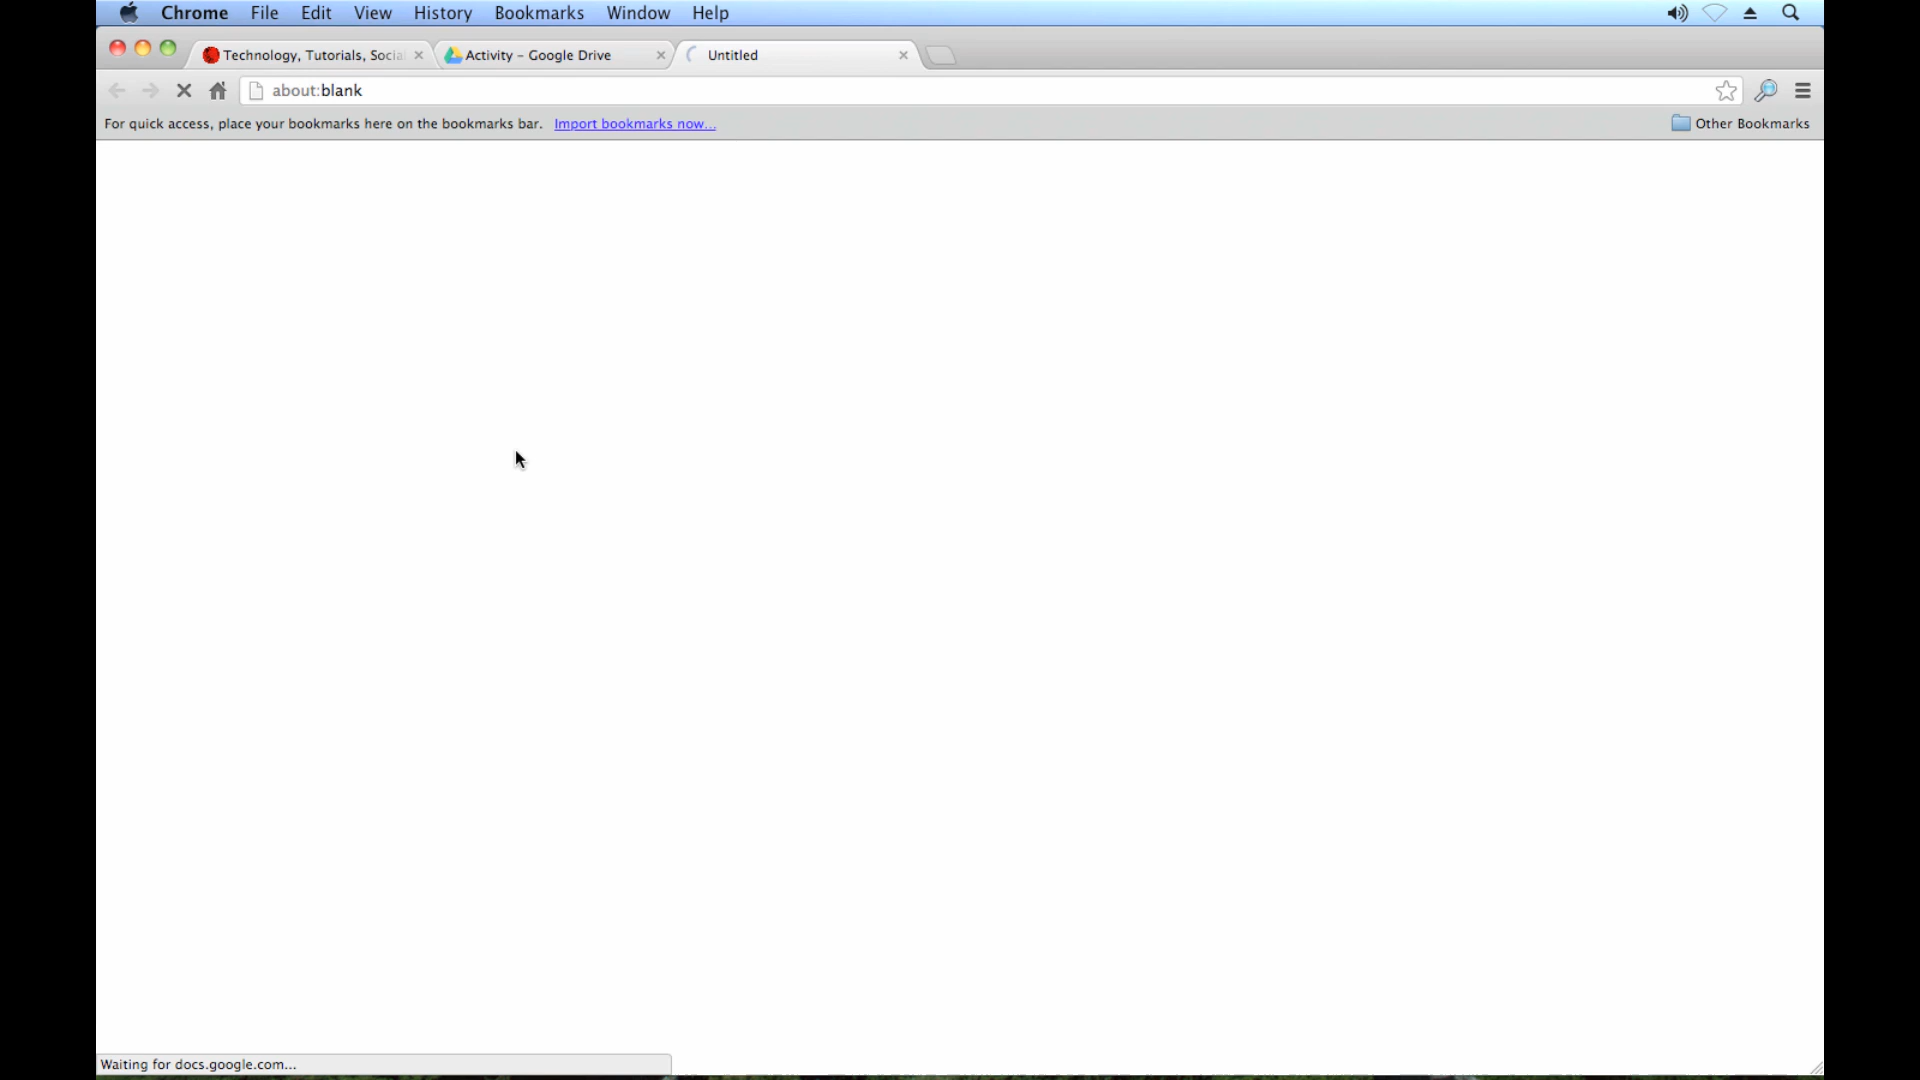 Chrome File Edit View History Bookmarks Window Help
Technology, Tutorials, Socia
Activity – Google Drive
Untitled
about:blank
For quick access, place your bookmarks here on the bookmarks bar. Import bookmarks now...
Other Bookmarks
Waiting for docs.google.com...